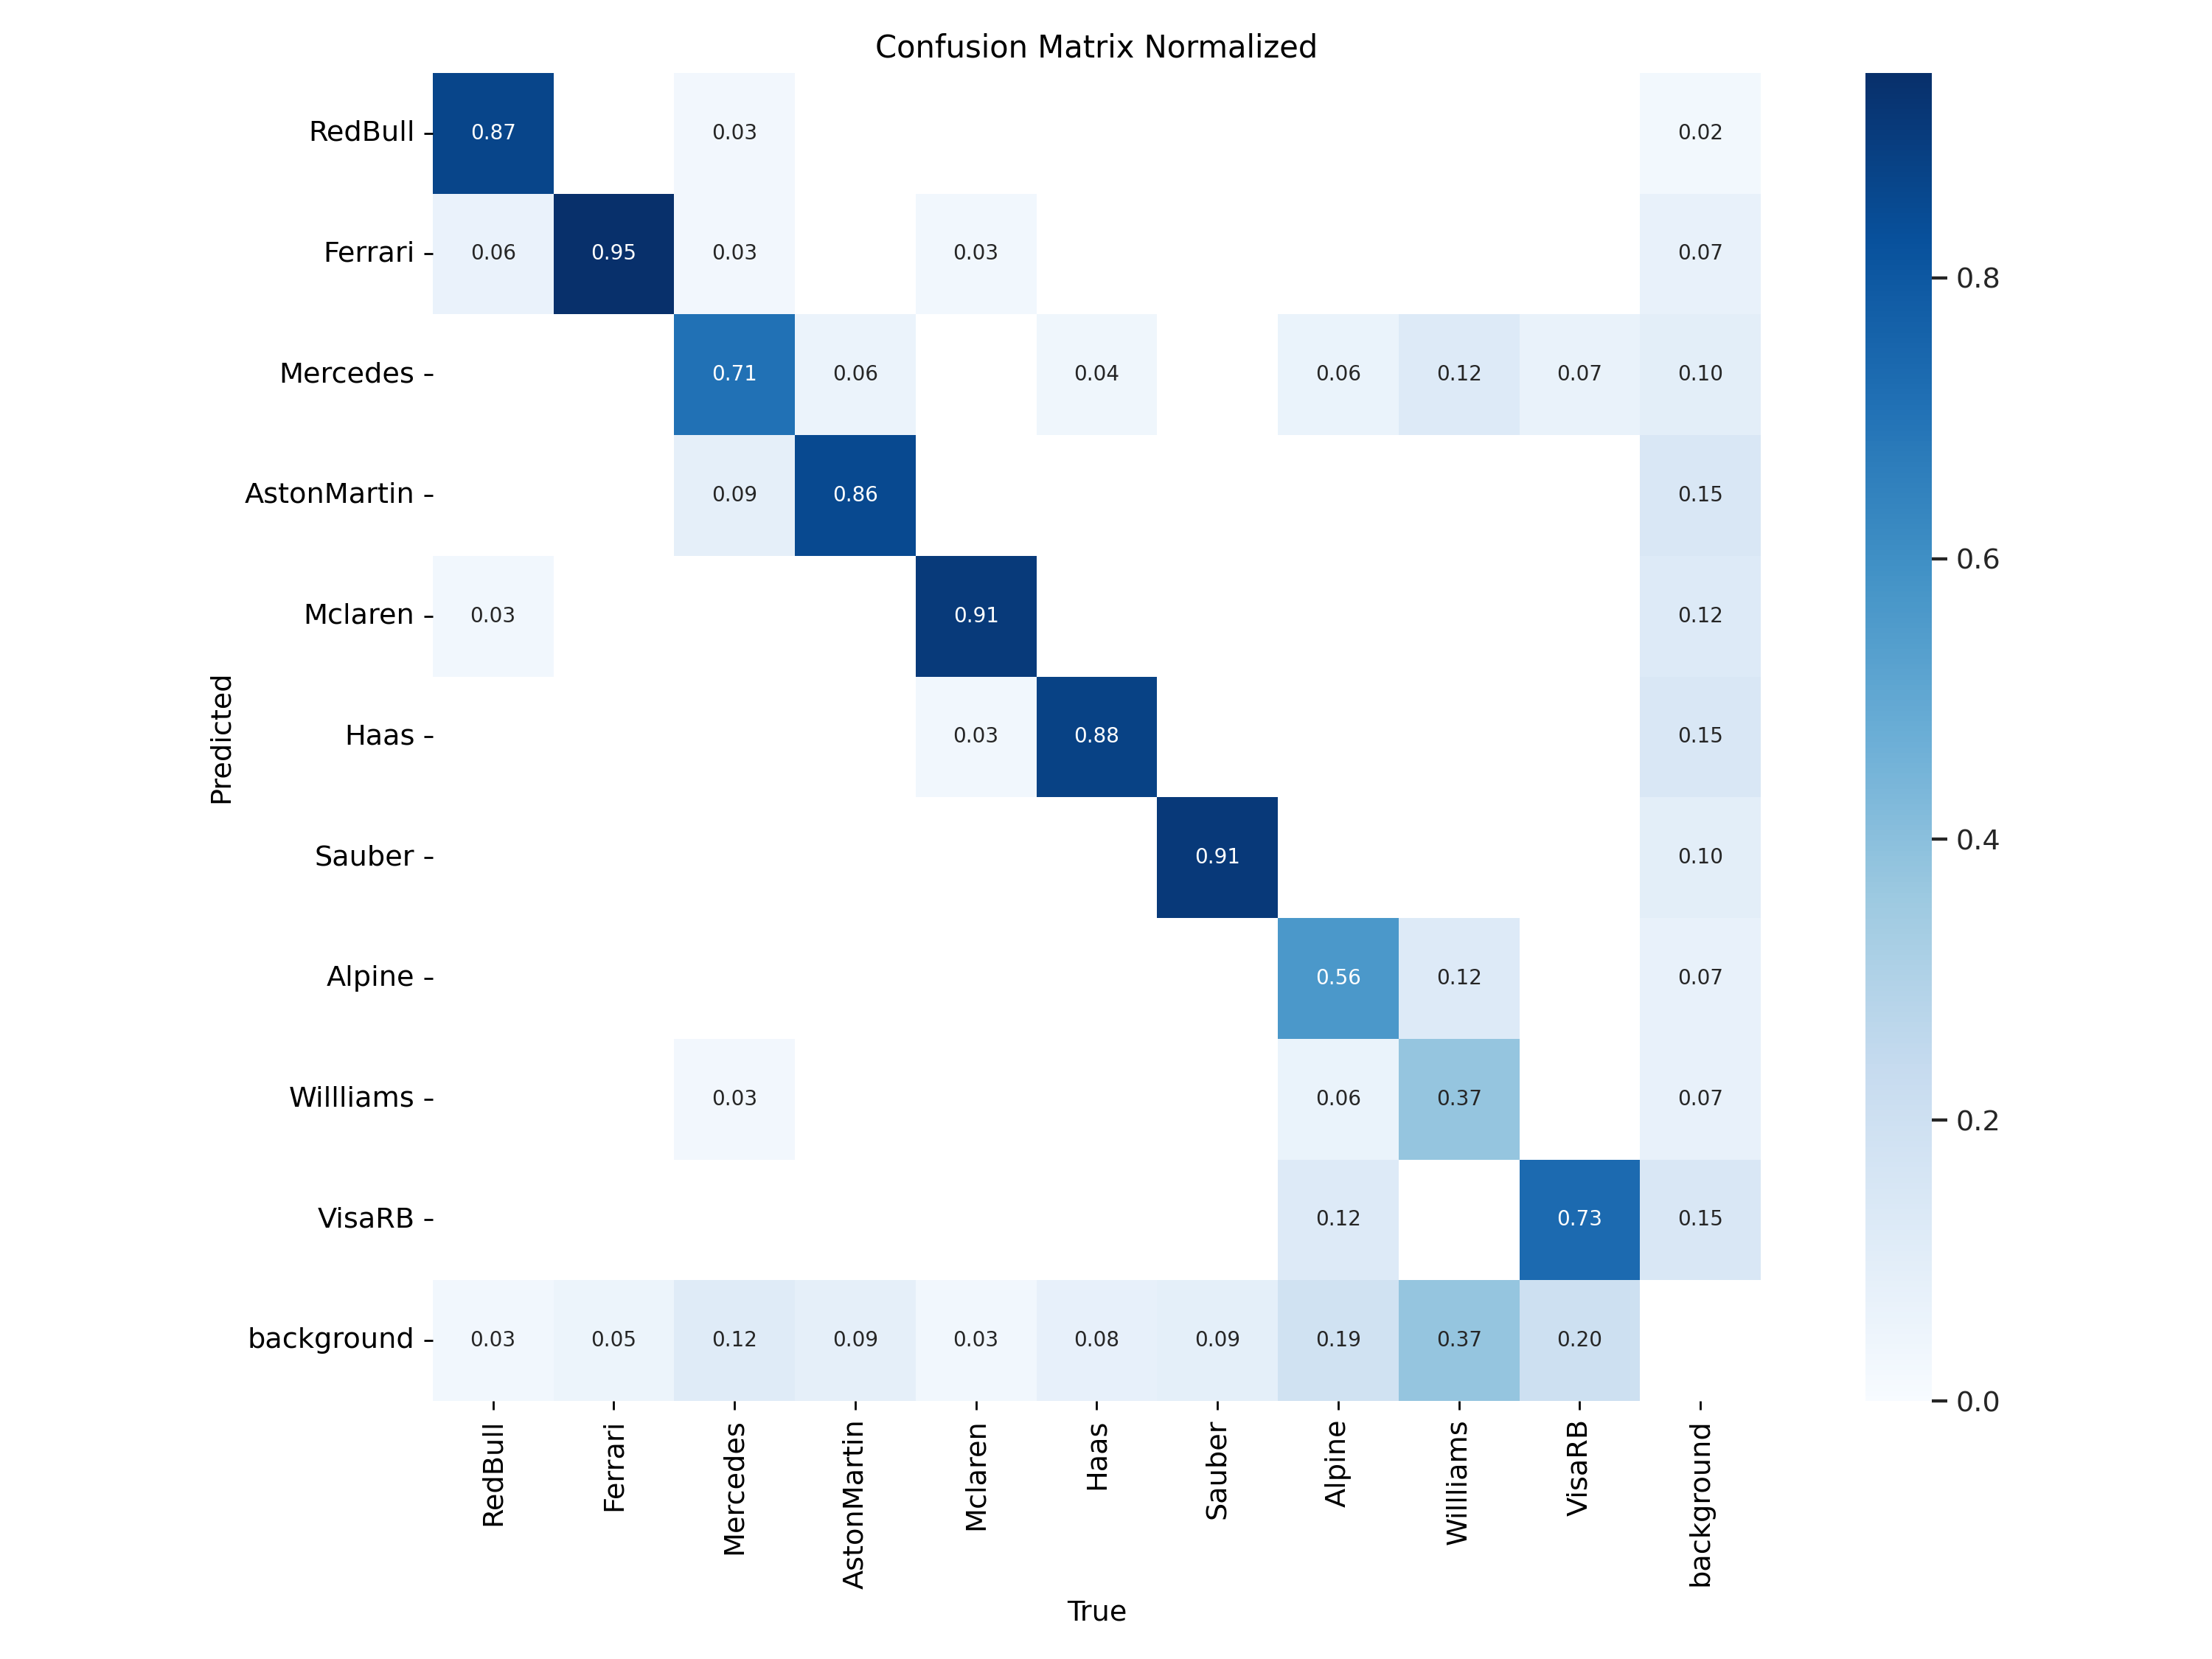 Confusion Matrix Normalized
RedBull 0.87 0.03 0.02
Ferrari 0.06 0.95 0.03 0.03 0.07
0.8
Mercedes 0.71 0.06 0.04 0.06 0.12 0.07 0.10
AstonMartin 0.09 0.86 0.15
0.6
Mclaren 0.03 0.91 0.12
Predicted
Haas 0.03 0.88 0.15
0.4
Sauber 0.91 0.10
Alpine 0.56 0.12 0.07
Willliams 0.03 0.06 0.37 0.07
0.2
VisaRB 0.12 0.73 0.15
background 0.03 0.05 0.12 0.09 0.03 0.08 0.09 0.19 0.37 0.20
0.0
RedBull Ferrari Mercedes AstonMartin Mclaren Haas Sauber Alpine Willliams VisaRB background
True